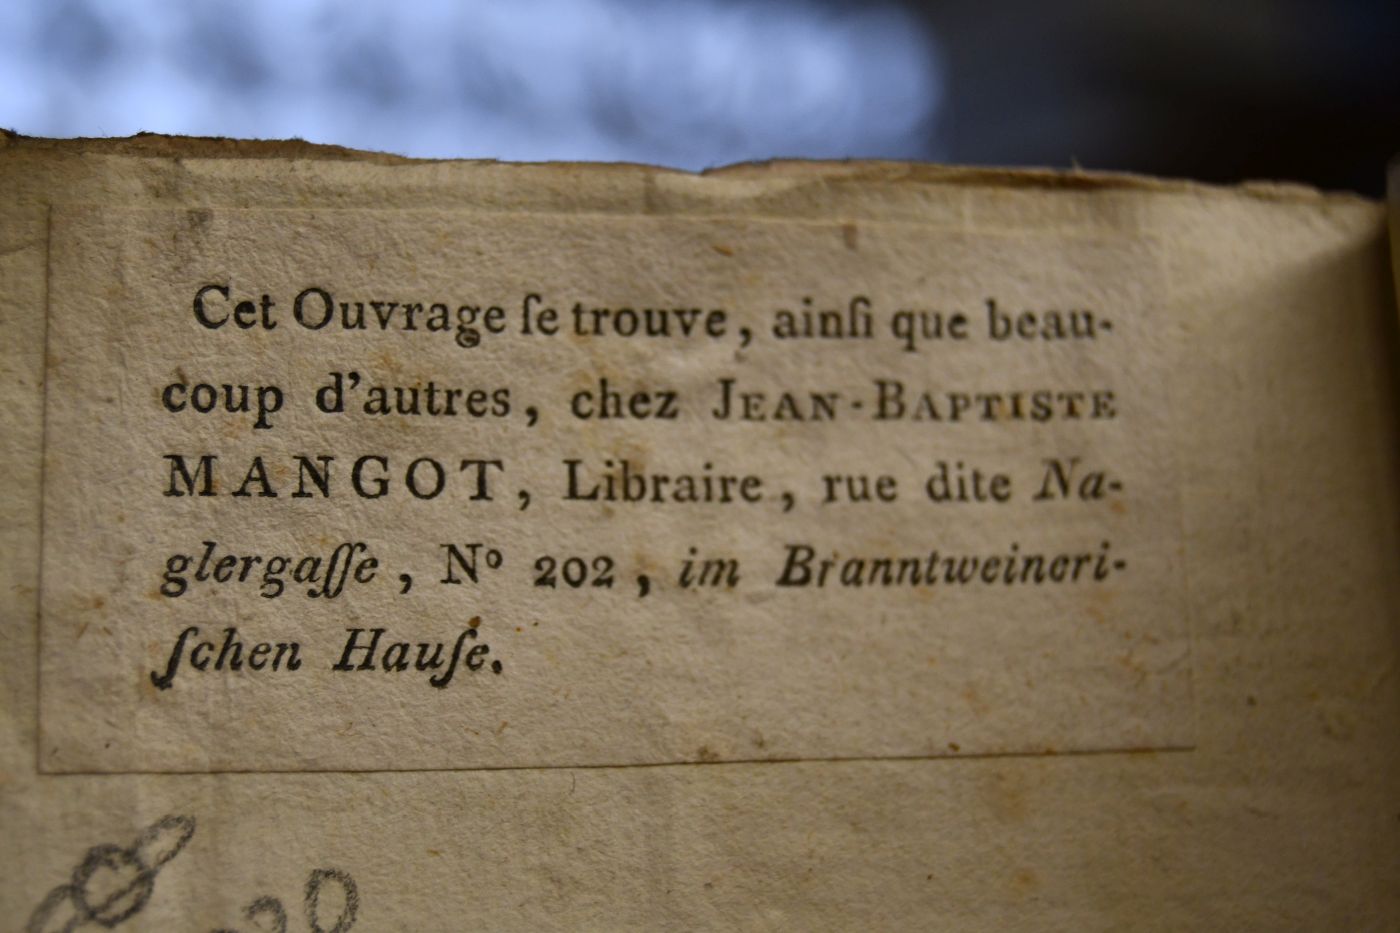 Cet Ouvrage ſe trouve, ainſi que beau-
coup d'autres, chez JEAN-BAPTISTE
MANGOT, Libraire, rue dite Na-
glergaſſe, Nº 202, im Branntweineri-
ſchen Hauſe.